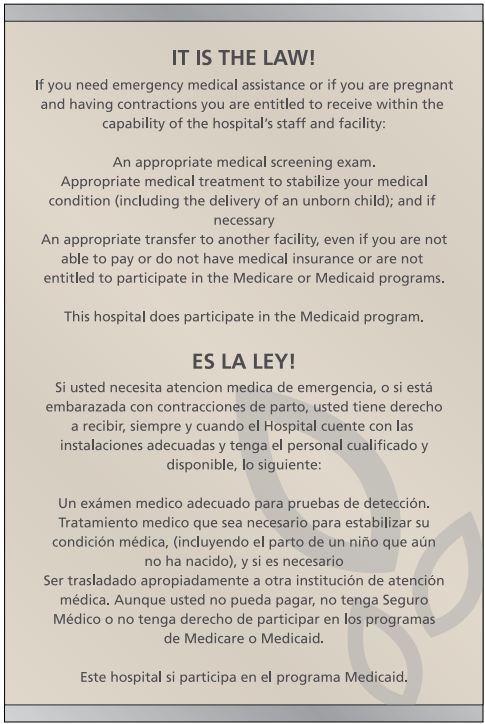 IT IS THE LAW!
If you need emergency medical assistance or if you are pregnant
and having contractions you are entitled to receive within the
capability of the hospital's staff and facility:
An appropriate medical screening exam.
Appropriate medical treatment to stabilize your medical
condition (including the delivery of an unborn child); and if
necessary
An appropriate transfer to another facility, even if you are not
able to pay or do not have medical insurance or are not
entitled to participate in the Medicare or Medicaid programs.
This hospital does participate in the Medicaid program.
ES LA LEY!
Si usted necesita atencion medica de emergencia, o si está
embarazada con contracciones de parto, usted tiene derecho
a recibir, siempre y cuando el Hospital cuente con las
instalaciones adecuadas y tenga el personal cualificado y
disponible, lo siguiente:
Un exámen medico adecuado para pruebas de detección.
Tratamiento medico que sea necesario para estabilizar su
condición médica, (incluyendo el parto de un niño que aún
no ha nacido), y si es necesario
Ser trasladado apropiadamente a otra institución de atención
médica. Aunque usted no pueda pagar, no tenga Seguro
Médico o no tenga derecho de participar en los programas
de Medicare o Medicaid.
Este hospital si participa en el programa Medicaid.